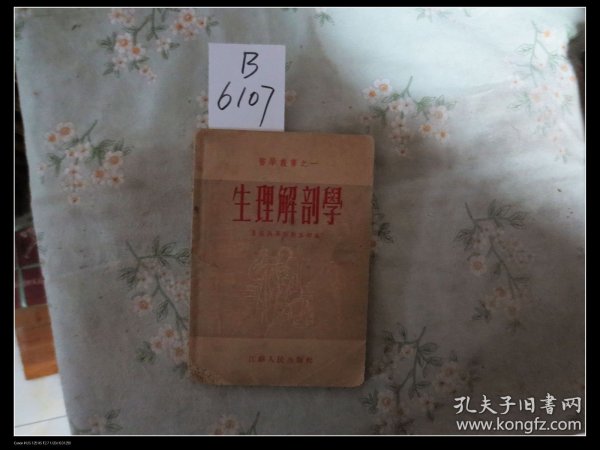 B
6107
醫學叢書之一
生理解剖學
江蘇人民出版社
孔夫子旧書网
www.kongfz.com